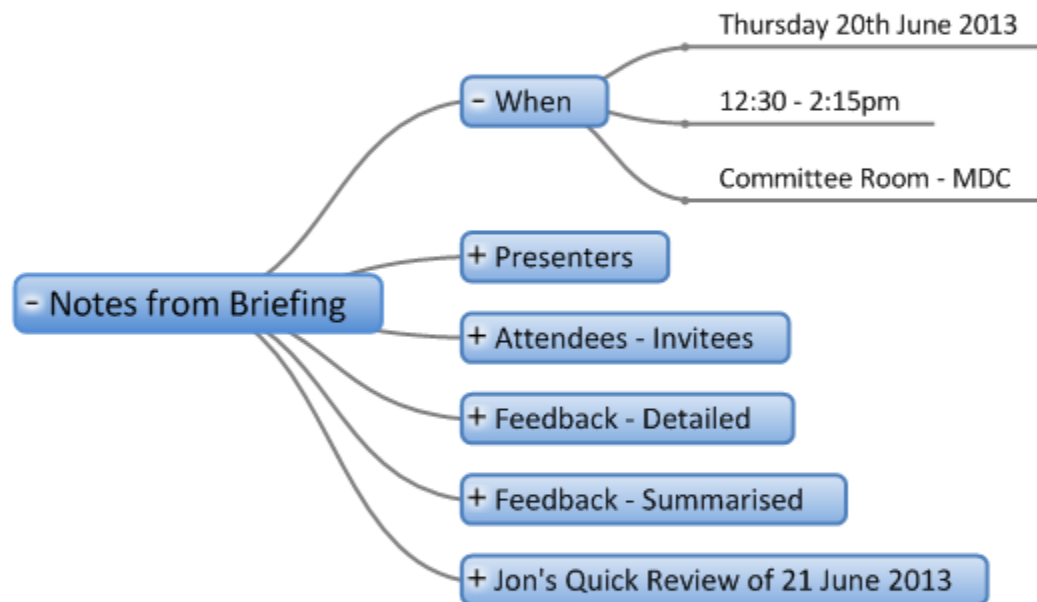 Thursday 20th June 2013
- When
12:30 - 2:15pm
Committee Room - MDC
+ Presenters
- Notes from Briefing
+ Attendees - Invitees
+ Feedback - Detailed
+ Feedback - Summarised
+ Jon's Quick Review of 21 June 2013